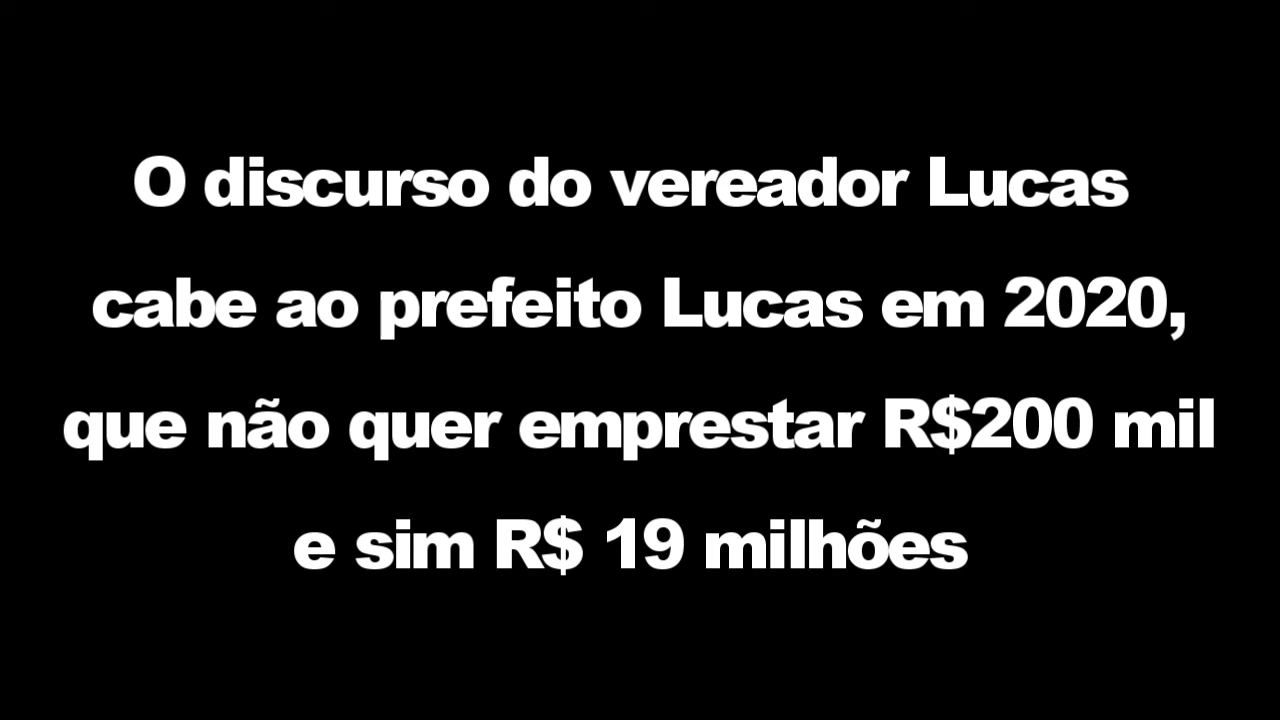 O discurso do vereador Lucas
cabe ao prefeito Lucas em 2020,
que não quer emprestar R$200 mil
e sim R$ 19 milhões